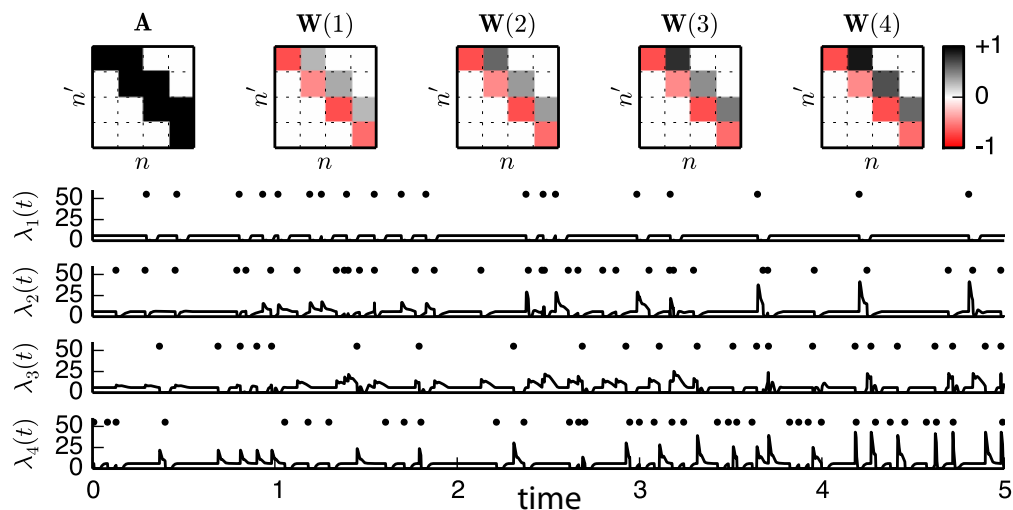 A W(1) W(2) W(3) W(4)
n′ n′ n′ n′ n′ +1
0
-1
n n n n n
λ₁(t) 50
25
0
λ₂(t) 50
25
0
λ₃(t) 50
25
0
λ₄(t) 50
25
0
0 1 2 3 4 5
time